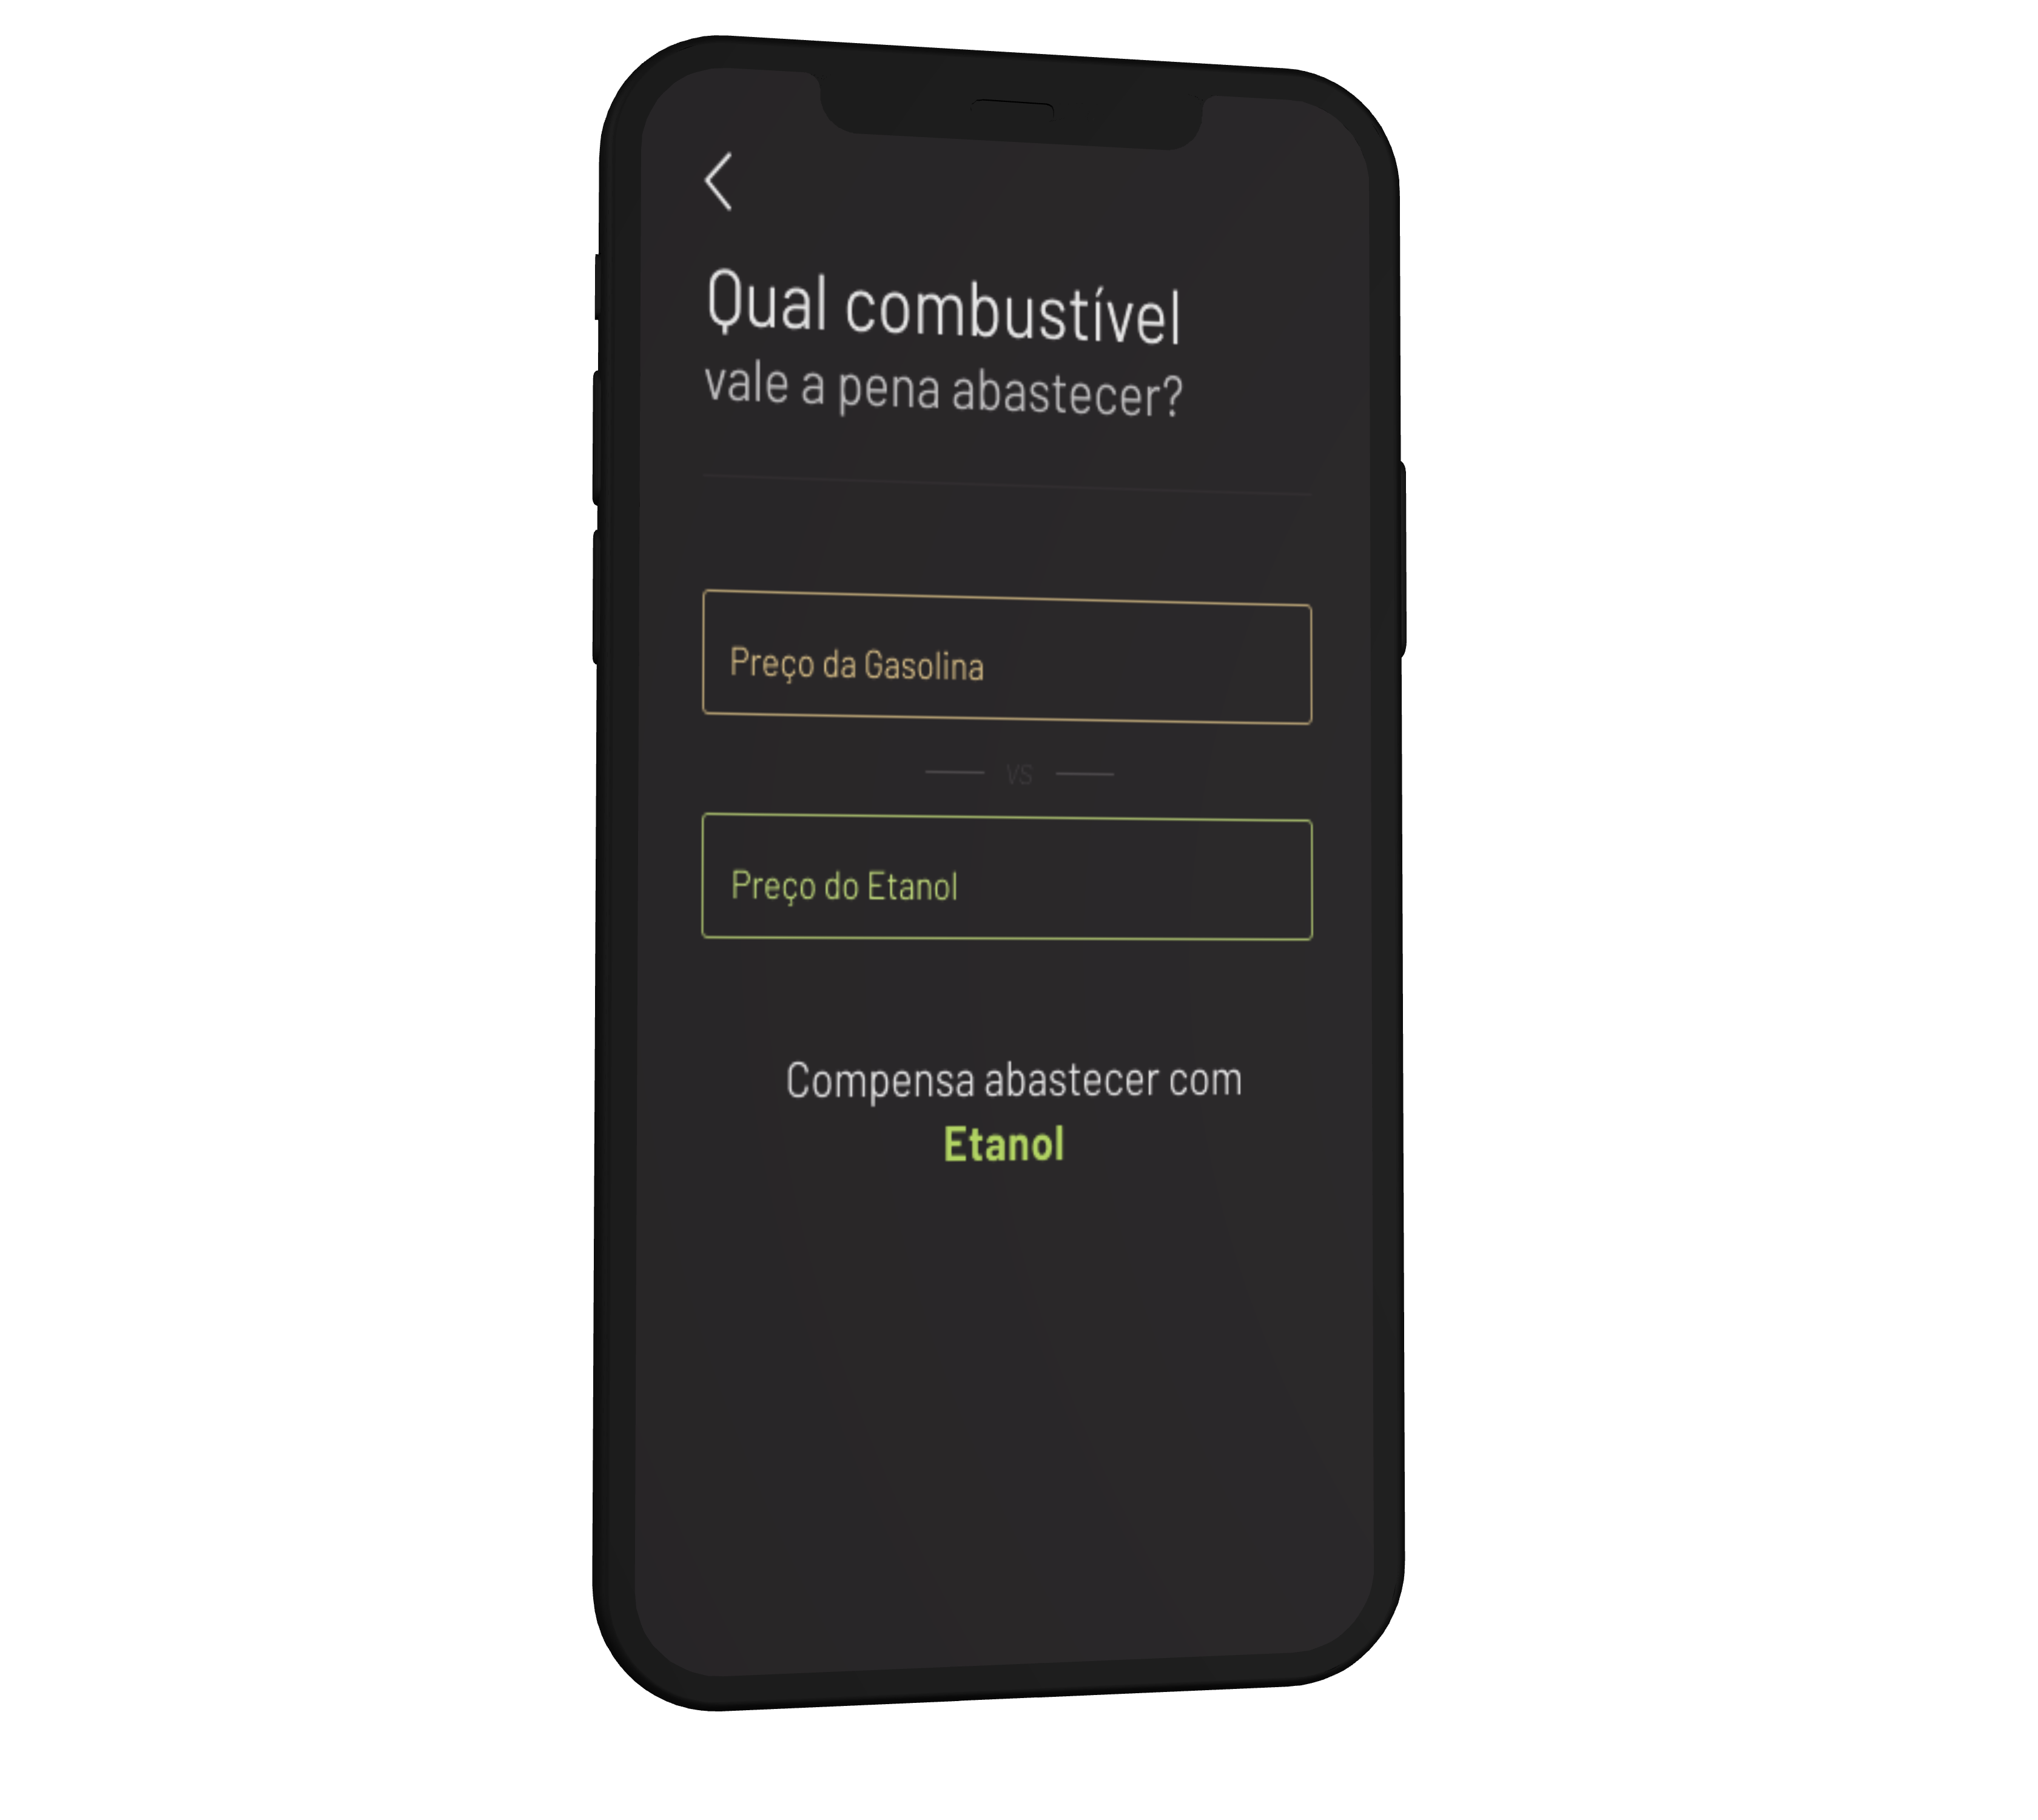 Qual combustível
vale a pena abastecer?
Preço da Gasolina
VS
Preço do Etanol
Compensa abastecer com
Etanol